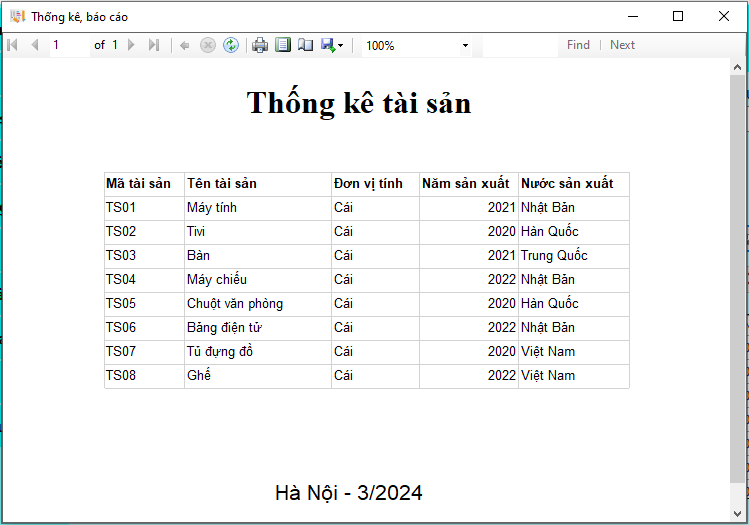 Thống kê, báo cáo
1 of 1 100% Find Next
Thống kê tài sản
Mã tài sản Tên tài sản Đơn vị tính Năm sản xuất Nước sản xuất
TS01 Máy tính Cái 2021 Nhật Bản
TS02 Tivi Cái 2020 Hàn Quốc
TS03 Bàn Cái 2021 Trung Quốc
TS04 Máy chiếu Cái 2022 Nhật Bản
TS05 Chuột văn phòng Cái 2020 Hàn Quốc
TS06 Bảng điện tử Cái 2022 Nhật Bản
TS07 Tủ đựng đồ Cái 2020 Việt Nam
TS08 Ghế Cái 2022 Việt Nam
Hà Nội - 3/2024